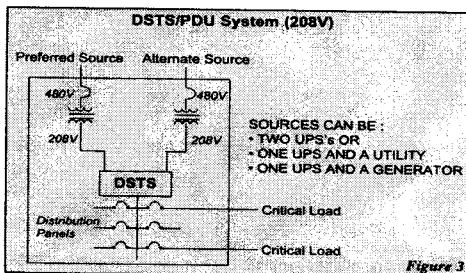 DSTS/PDU System (208V)
Preferred Source Alternate Source
480V 480V
208V 208V
DSTS
SOURCES CAN BE :
• TWO UPS's OR
• ONE UPS AND A UTILITY
• ONE UPS AND A GENERATOR
Distribution
Panels
Critical Load
Critical Load
Figure 3